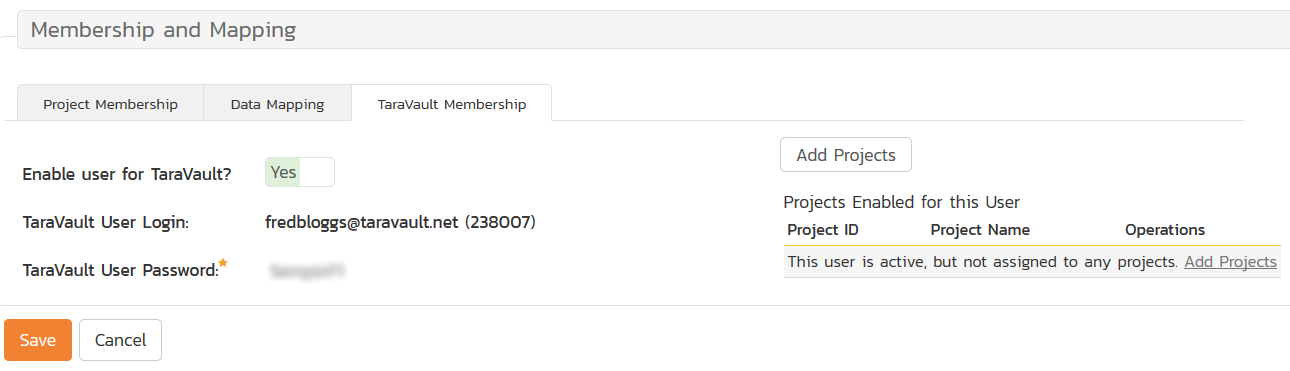 Membership and Mapping
Project Membership
Data Mapping
TaraVault Membership
Enable user for TaraVault?
Yes
TaraVault User Login:
fredbloggs@taravault.net (238007)
TaraVault User Password:
Add Projects
Projects Enabled for this User
Project ID Project Name Operations
This user is active, but not assigned to any projects. Add Projects
Save
Cancel